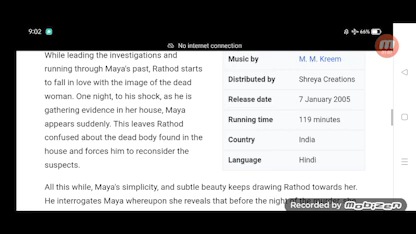 9:02
66%
No internet connection
While leading the investigations and
running through Maya's past, Rathod starts
to fall in love with the image of the dead
woman. One night, to his shock, as he is
gathering evidence in her house, Maya
appears suddenly. This leaves Rathod
confused about the dead body found in the
house and forces him to reconsider the
suspects.
Music by M. M. Kreem
Distributed by Shreya Creations
Release date 7 January 2005
Running time 119 minutes
Country India
Language Hindi
All this while, Maya's simplicity, and subtle beauty keeps drawing Rathod towards her.
He interrogates Maya whereupon she reveals that before the night of the murder, she
Recorded by mobizen